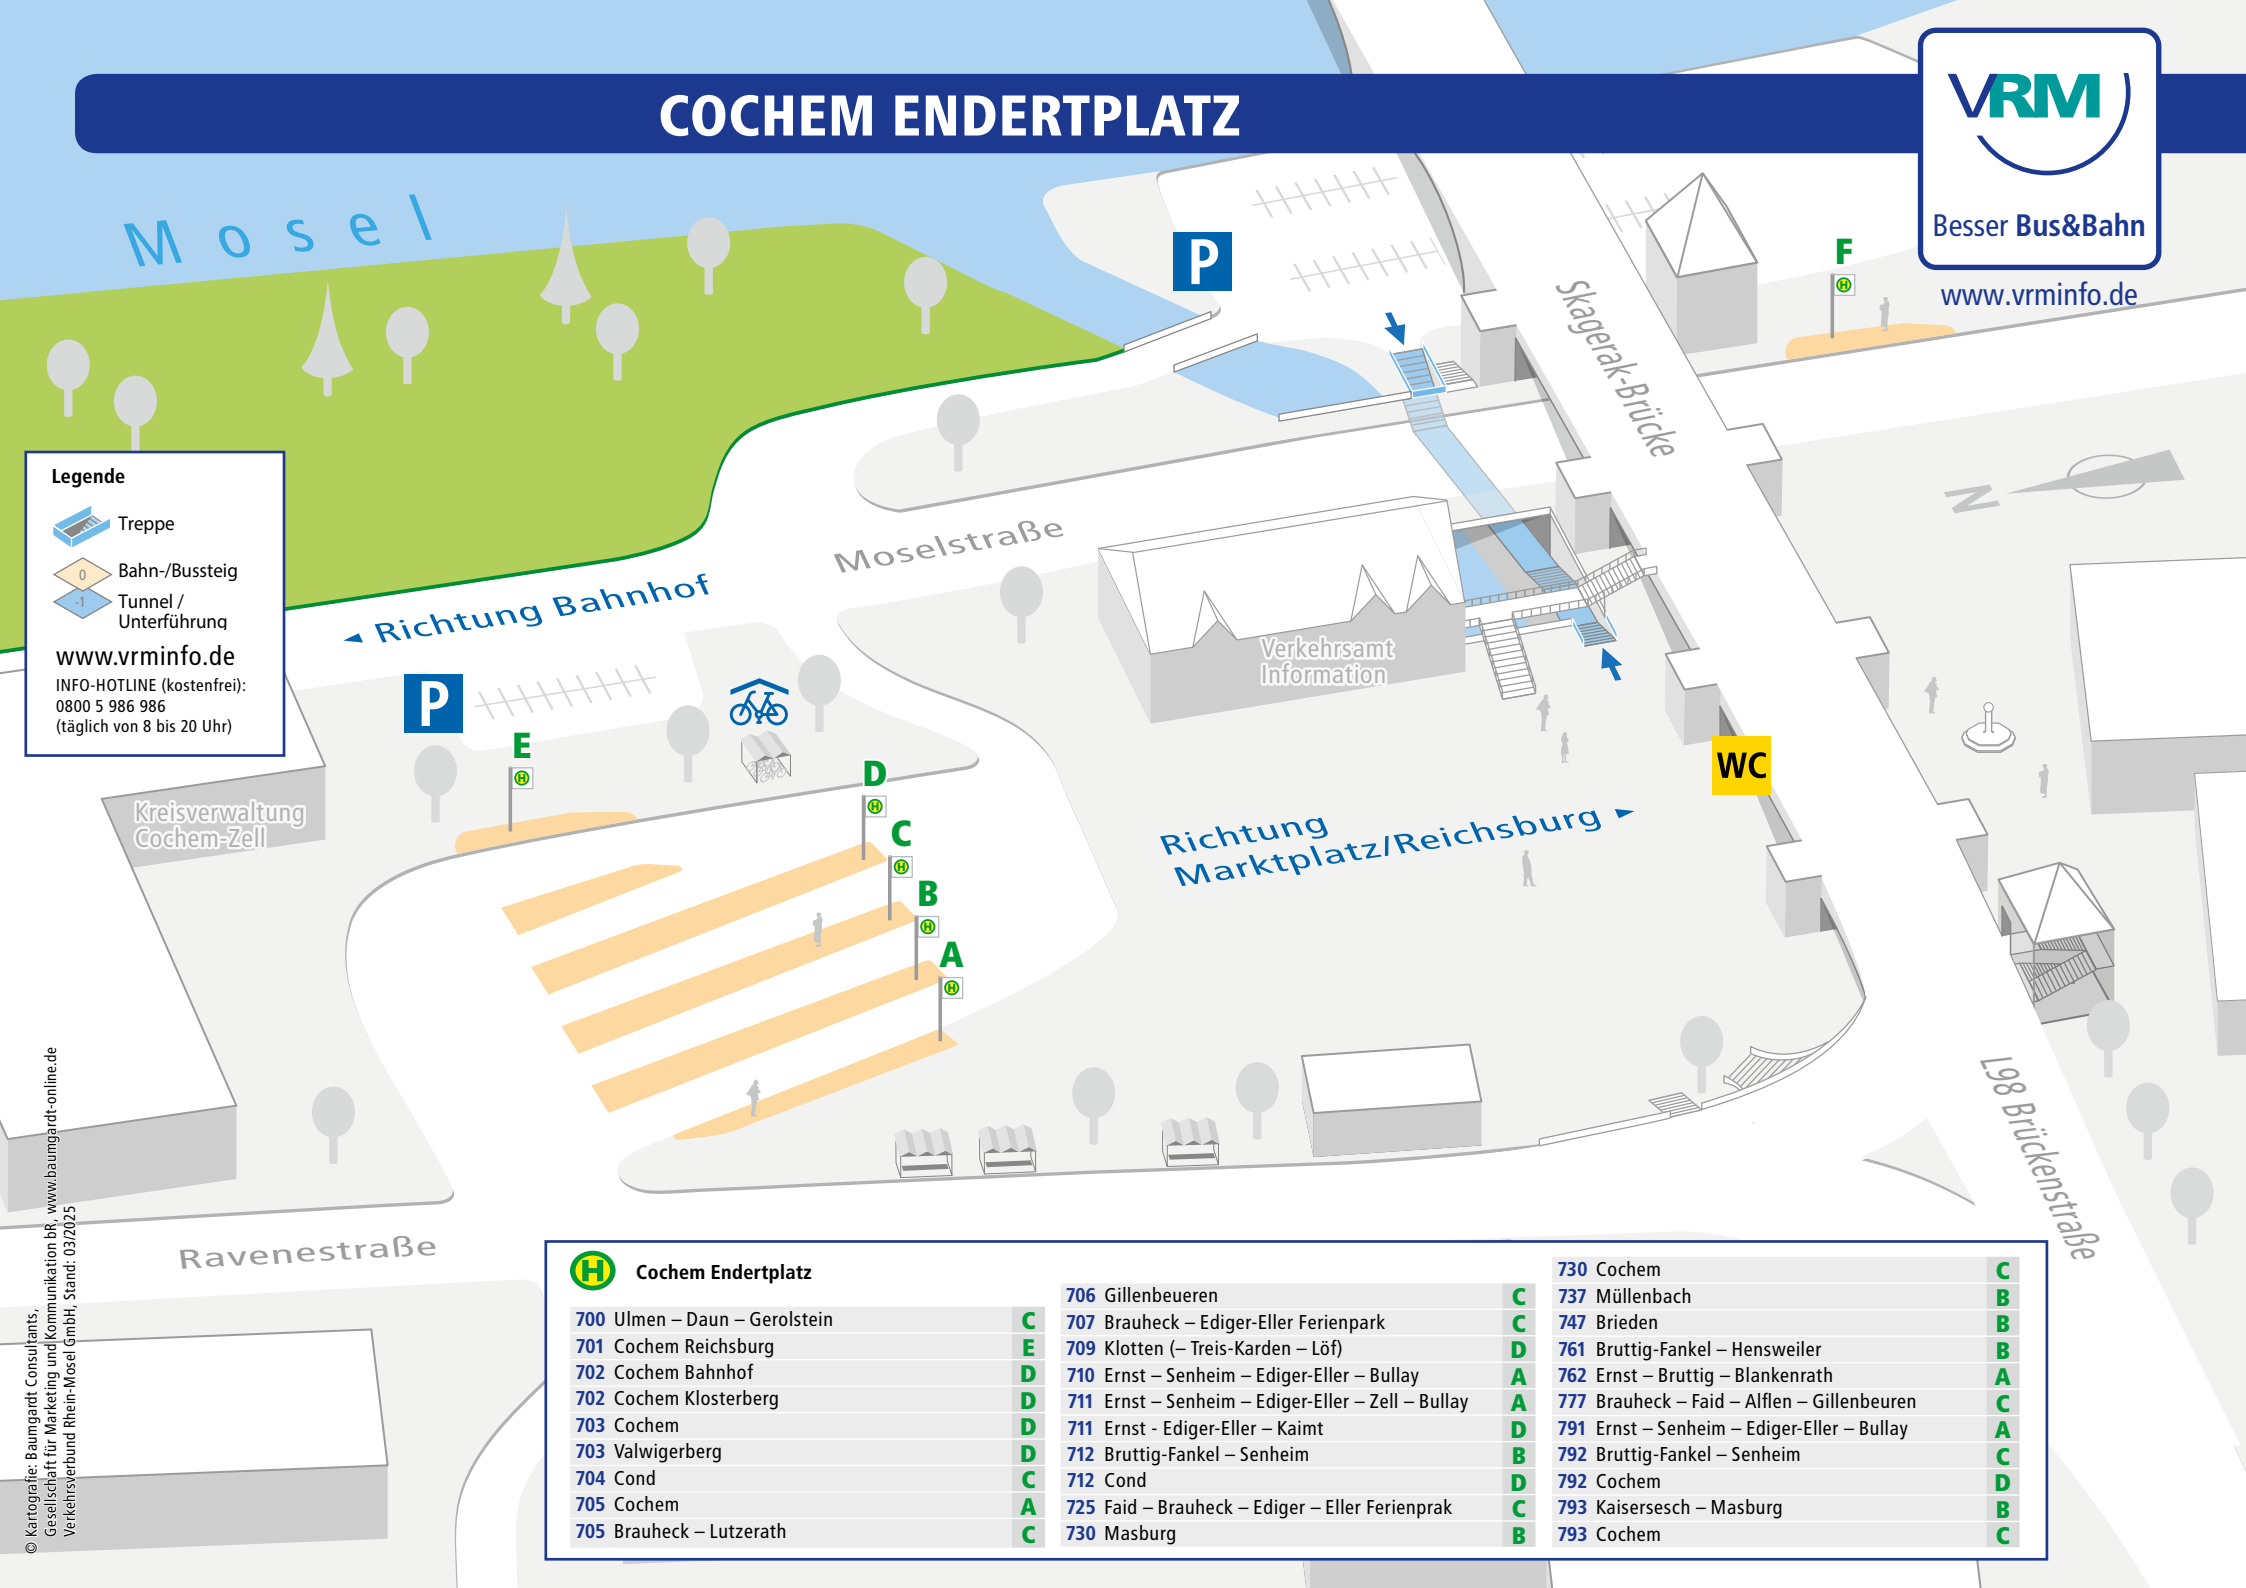 COCHEM ENDERTPLATZ
VRM
Besser Bus&Bahn
www.vrminfo.de
Mosel
P
F
H
Skagerak-Brücke
N
Legende
Treppe
0
Bahn-/Bussteig
-1
Tunnel /
Unterführung
www.vrminfo.de
INFO-HOTLINE (kostenfrei):
0800 5 986 986
(täglich von 8 bis 20 Uhr)
Moselstraße
Richtung Bahnhof
Verkehrsamt
Information
P
E
H
D
H
C
H
B
H
A
H
WC
Kreisverwaltung
Cochem-Zell
Richtung
Marktplatz/Reichsburg
L98 Brückenstraße
Ravenestraße
© Kartografie: Baumgardt Consultants,
Gesellschaft für Marketing und Kommunikation bR, www.baumgardt-online.de
Verkehrsverbund Rhein-Mosel GmbH, Stand: 03/2025
H Cochem Endertplatz
700 Ulmen – Daun – Gerolstein C
701 Cochem Reichsburg E
702 Cochem Bahnhof D
702 Cochem Klosterberg D
703 Cochem D
703 Valwigerberg D
704 Cond C
705 Cochem A
705 Brauheck – Lutzerath C
706 Gillenbeueren C
707 Brauheck – Ediger-Eller Ferienpark C
709 Klotten (– Treis-Karden – Löf) D
710 Ernst – Senheim – Ediger-Eller – Bullay A
711 Ernst – Senheim – Ediger-Eller – Zell – Bullay A
711 Ernst - Ediger-Eller – Kaimt D
712 Bruttig-Fankel – Senheim B
712 Cond D
725 Faid – Brauheck – Ediger – Eller Ferienprak C
730 Masburg B
730 Cochem C
737 Müllenbach B
747 Brieden B
761 Bruttig-Fankel – Hensweiler B
762 Ernst – Bruttig – Blankenrath A
777 Brauheck – Faid – Alflen – Gillenbeuren C
791 Ernst – Senheim – Ediger-Eller – Bullay A
792 Bruttig-Fankel – Senheim C
792 Cochem D
793 Kaisersesch – Masburg B
793 Cochem C